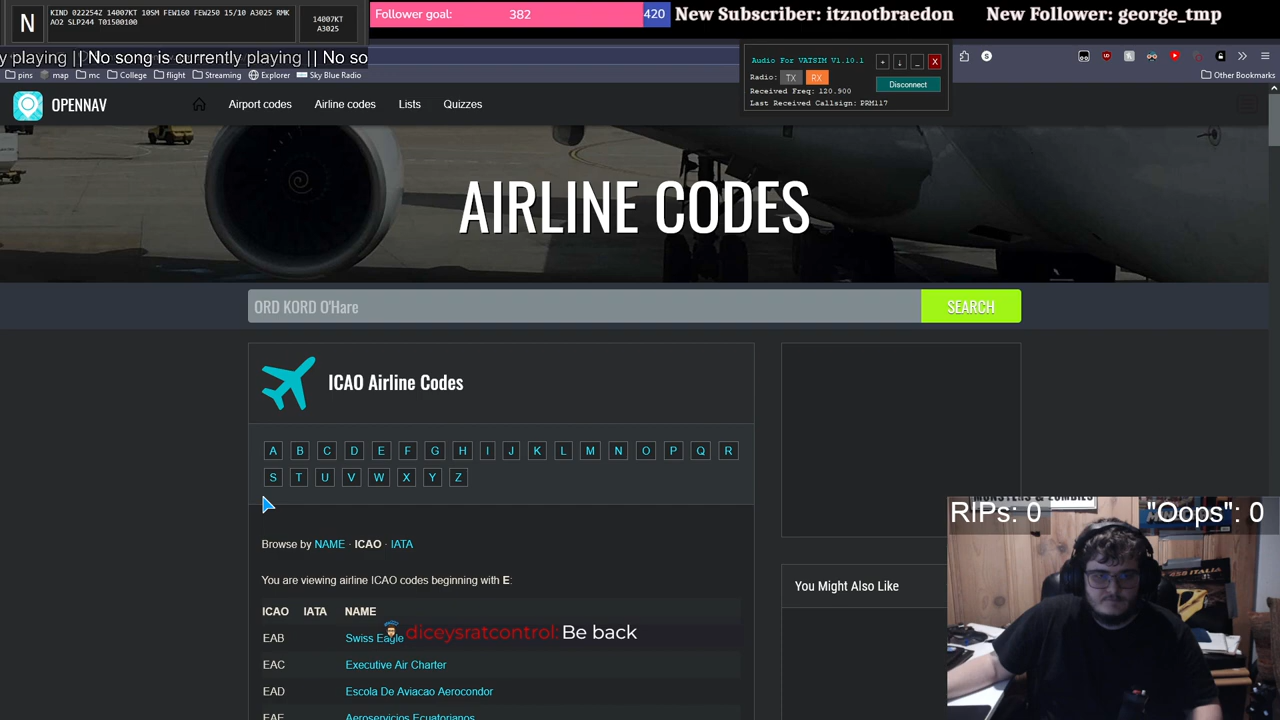 N
KIND 022254Z 14007KT 10SM FEW160 FEW250 15/10 A3025 RMK
AO2 SLP244 T01500100
14007KT
A3025
Follower goal:
382
420
New Subscriber: itznotbraedon
New Follower: george_tmp
y playing || No song is currently playing || No so
pins
map
mc
College
flight
Streaming
Explorer
Sky Blue Radio
Other Bookmarks
Audio For VATSIM V1.10.1
+
↓
_
X
Radio:
TX
RX
Disconnect
Received Freq: 120.900
Last Received Callsign: PRM117
OPENNAV
Airport codes
Airline codes
Lists
Quizzes
AIRLINE CODES
ORD KORD O'Hare
SEARCH
ICAO Airline Codes
A B C D E F G H I J K L M N O P Q R
S T U V W X Y Z
Browse by NAME · ICAO · IATA
You are viewing airline ICAO codes beginning with E:
ICAO IATA NAME
EAB Swiss Eagle
diceysratcontrol: Be back
EAC Executive Air Charter
EAD Escola De Aviacao Aerocondor
EAE Aeroservicios Ecuatorianos
You Might Also Like
RIPs: 0
"Oops": 0
ITALIA